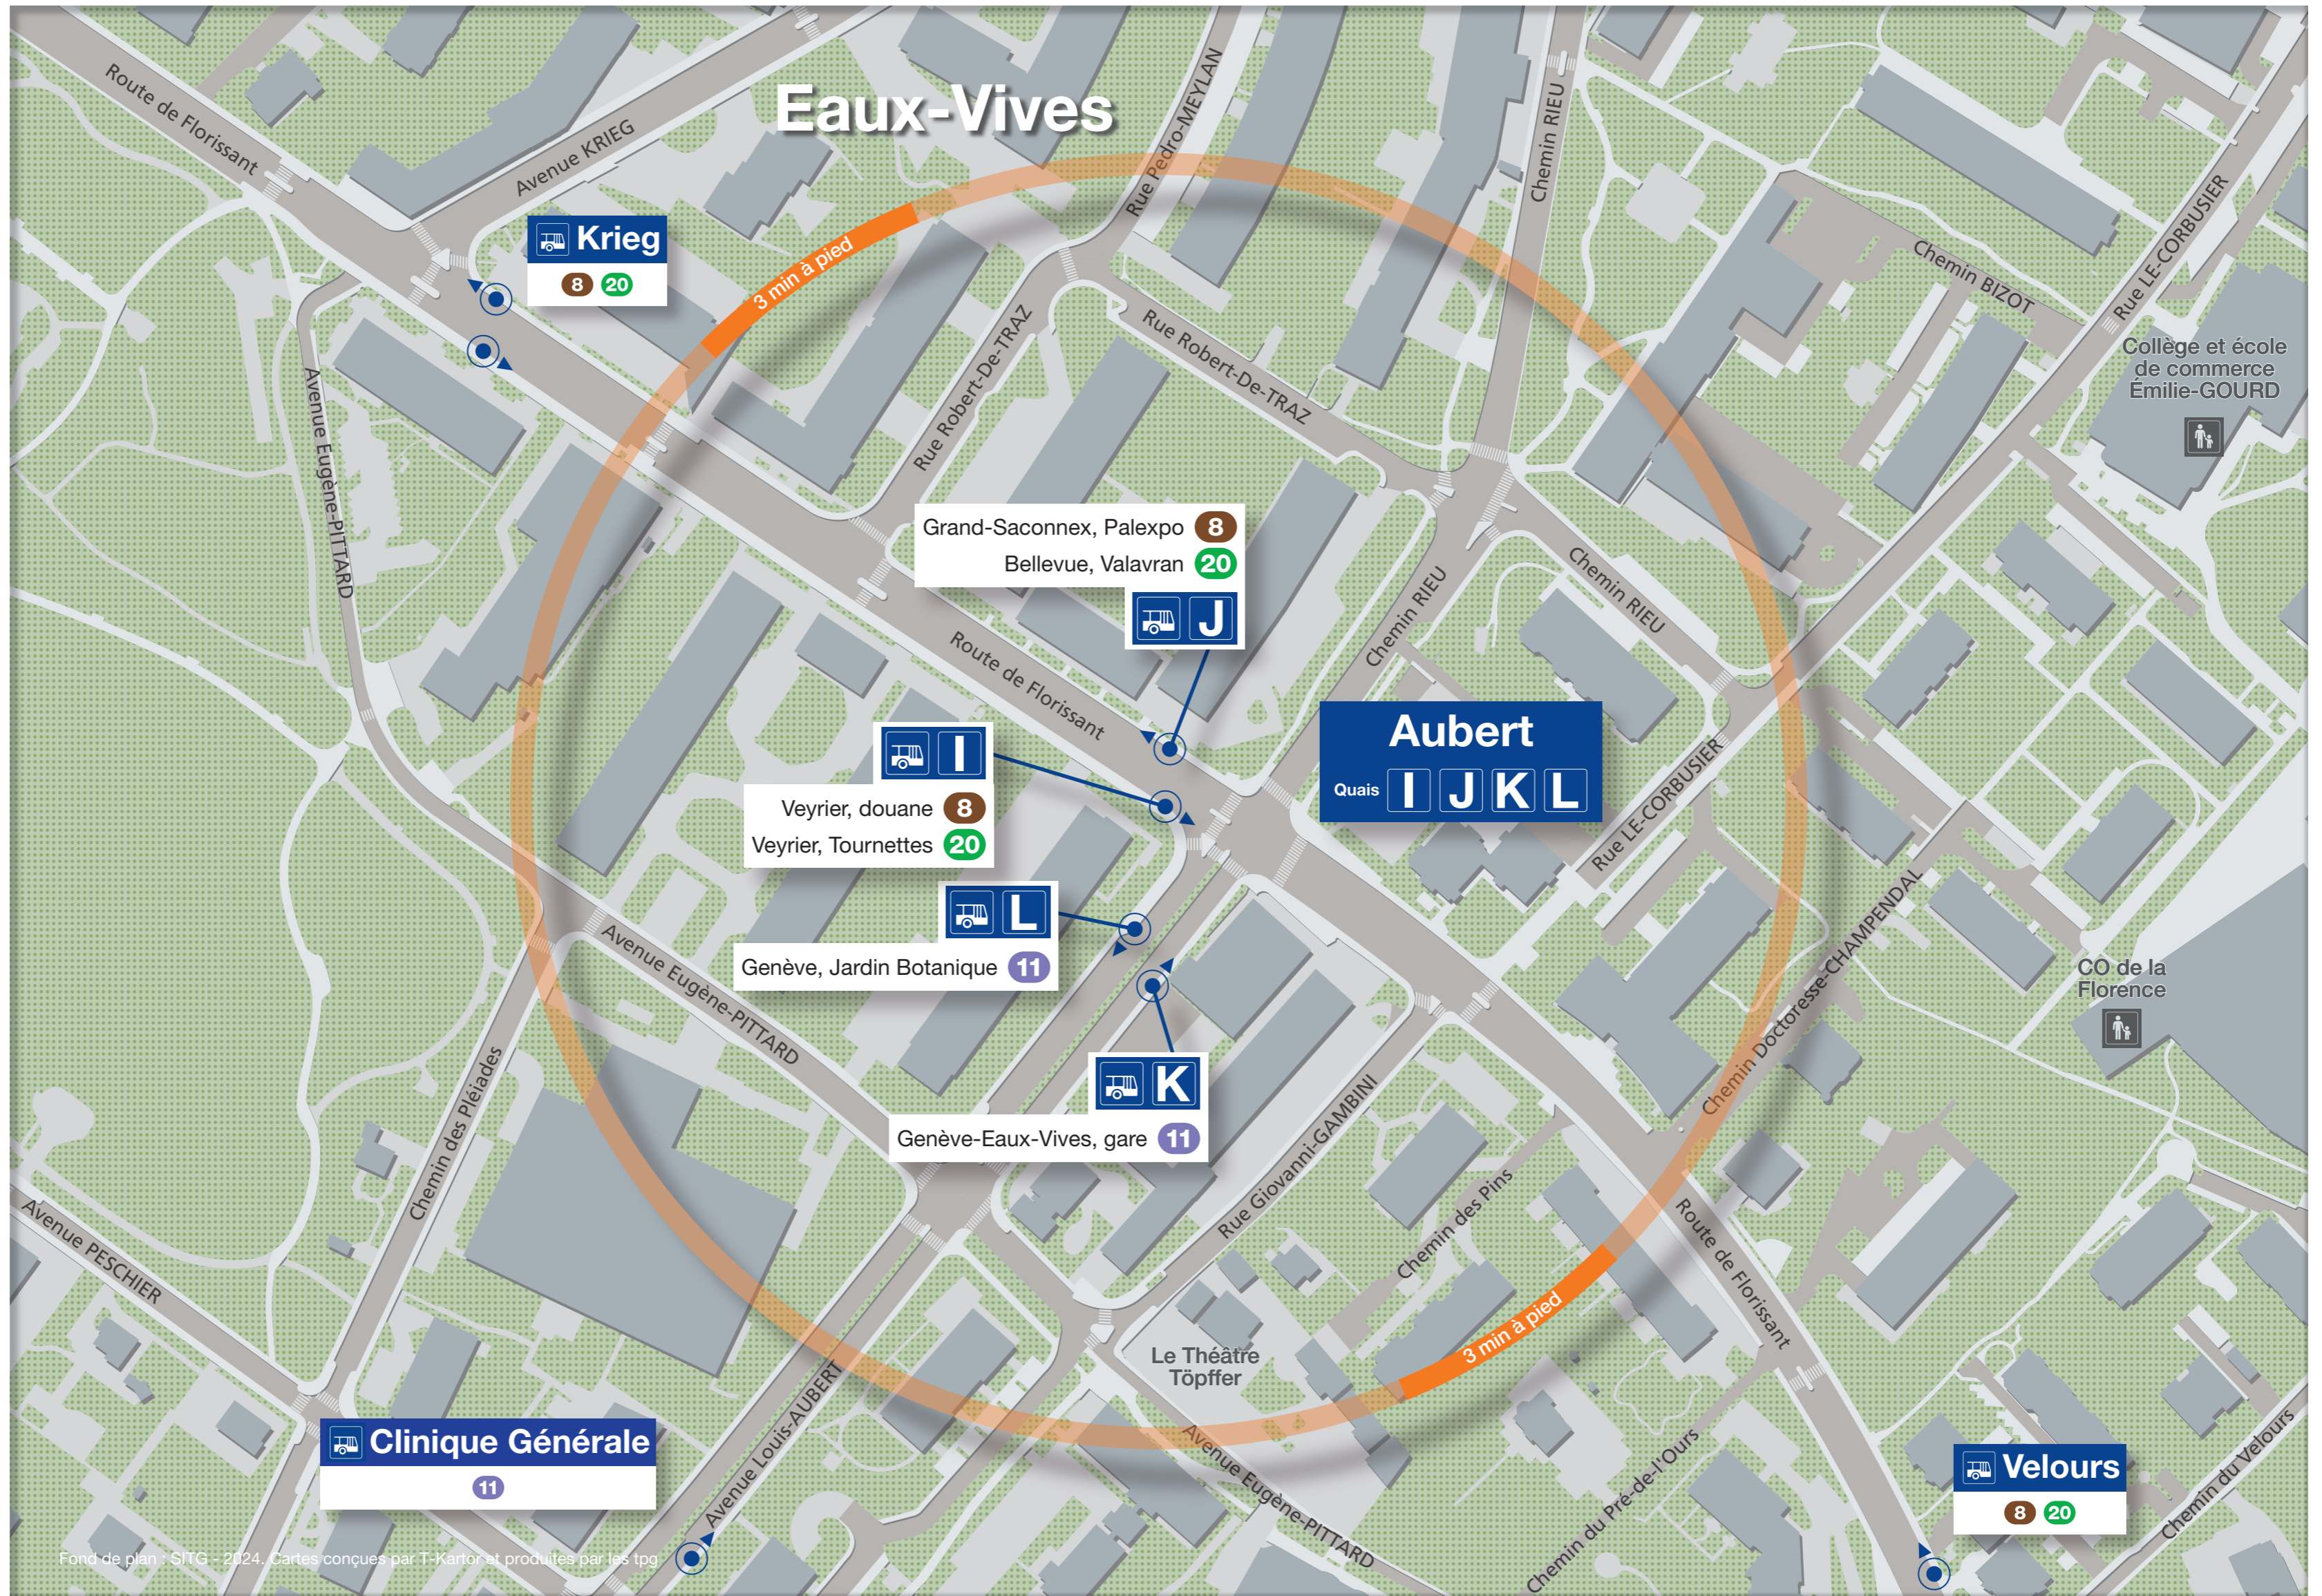 Eaux-Vives
Route de Florissant
Avenue KRIEG
Rue Pedro-MEYLAN
Chemin RIEU
Krieg
8 20
3 min à pied
Chemin BIZOT
Rue LE-CORBUSIER
Collège et école
de commerce
Émilie-GOURD
Avenue Eugène-PITTARD
Rue Robert-De-TRAZ
Rue Robert-De-TRAZ
Grand-Saconnex, Palexpo 8
Bellevue, Valavran 20
J
Chemin RIEU
Chemin RIEU
Route de Florissant
Aubert
Quais I J K L
I
Veyrier, douane 8
Veyrier, Tournettes 20
Rue LE-CORBUSIER
L
Genève, Jardin Botanique 11
Avenue Eugène-PITTARD
Chemin Doctoresse-CHAMPENDAL
CO de la
Florence
K
Genève-Eaux-Vives, gare 11
Chemin des Pléiades
Rue Giovanni-GAMBINI
Chemin des Pins
Avenue PESCHIER
Route de Florissant
3 min à pied
Le Théâtre
Töpffer
Avenue Louis-AUBERT
Clinique Générale
11
Avenue Eugène-PITTARD
Chemin du Pré-de-l'Ours
Velours
8 20
Chemin du Velours
Fond de plan : SITG - 2024. Cartes conçues par T-Kartor et produites par les tpg